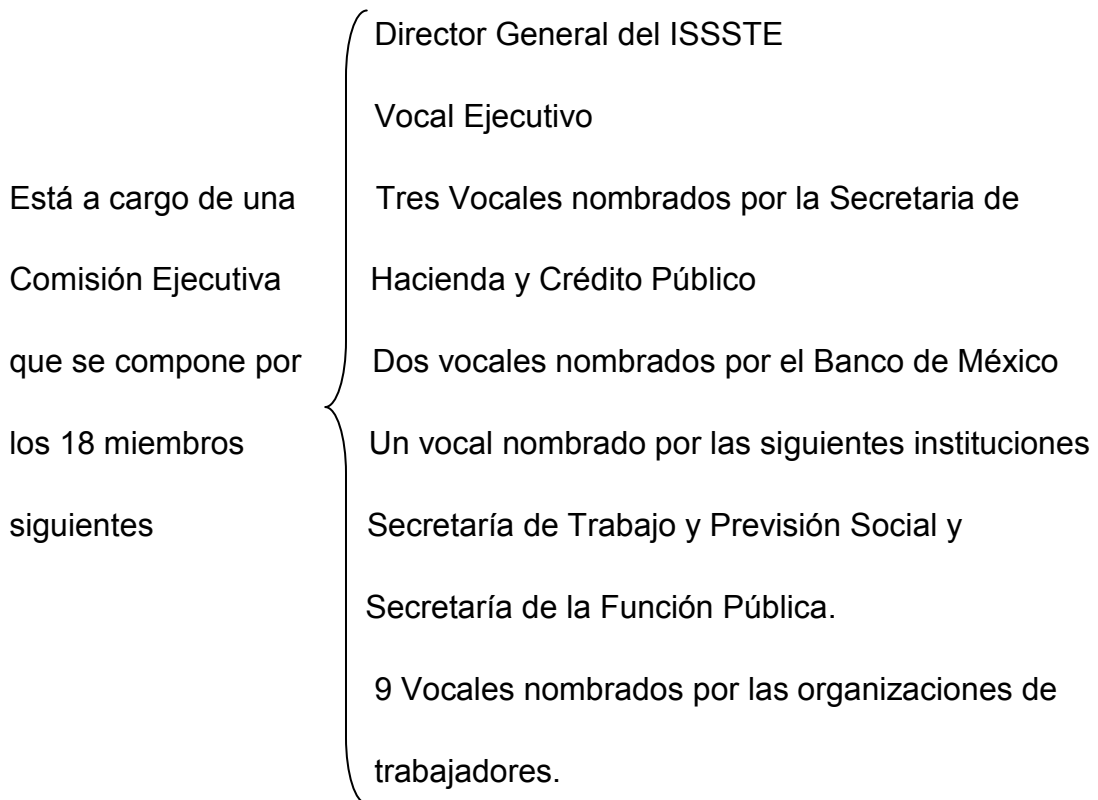 Director General del ISSSTE
Vocal Ejecutivo
Está a cargo de una
Comisión Ejecutiva
que se compone por
los 18 miembros
siguientes
Tres Vocales nombrados por la Secretaria de
Hacienda y Crédito Público
Dos vocales nombrados por el Banco de México
Un vocal nombrado por las siguientes instituciones
Secretaría de Trabajo y Previsión Social y
Secretaría de la Función Pública.
9 Vocales nombrados por las organizaciones de
trabajadores.